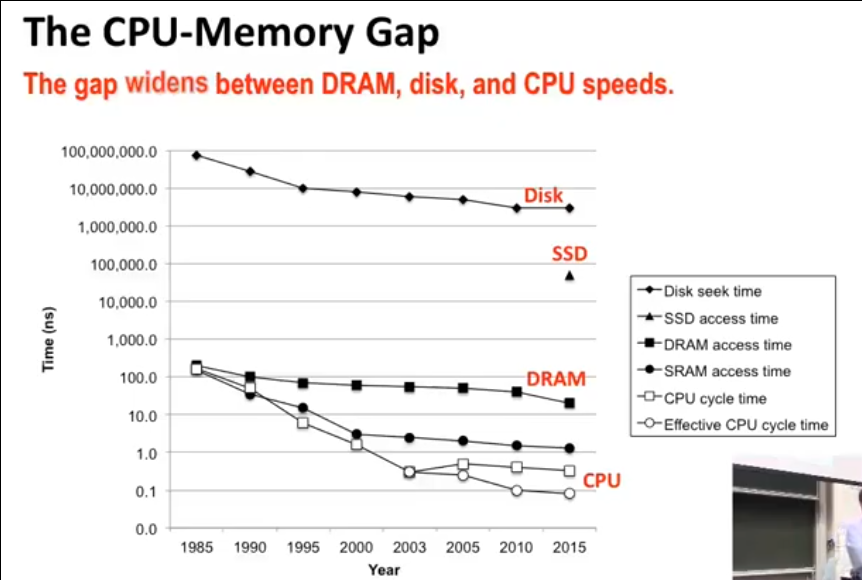 The CPU-Memory Gap
The gap widens between DRAM, disk, and CPU speeds.
100,000,000.0
10,000,000.0
1,000,000.0
100,000.0
10,000.0
1,000.0
100.0
10.0
1.0
0.1
0.0
Time (ns)
Disk
SSD
DRAM
CPU
1985 1990 1995 2000 2003 2005 2010 2015
Year
Disk seek time
SSD access time
DRAM access time
SRAM access time
CPU cycle time
Effective CPU cycle time